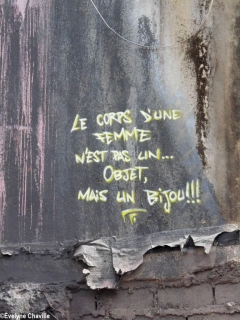 LE CORPS D'UNE
FEMME
N'EST PAS UN...
OBJET,
MAIS UN BIJOU!!!
©Evelyne Chaville